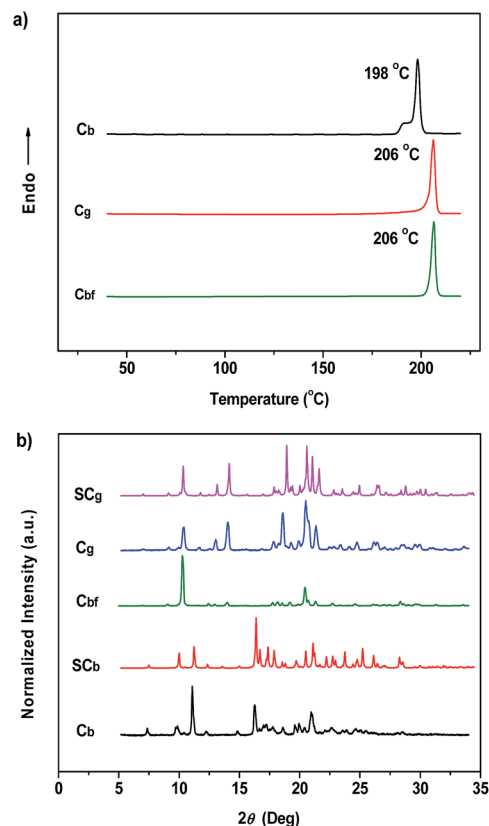 a)
198 °C
Cb
206 °C
Cg
206 °C
Cbf
Endo
50 100 150 200
Temperature (°C)
b)
SCg
Cg
Cbf
SCb
Cb
Normalized Intensity (a.u.)
0 5 10 15 20 25 30 35
2θ (Deg)